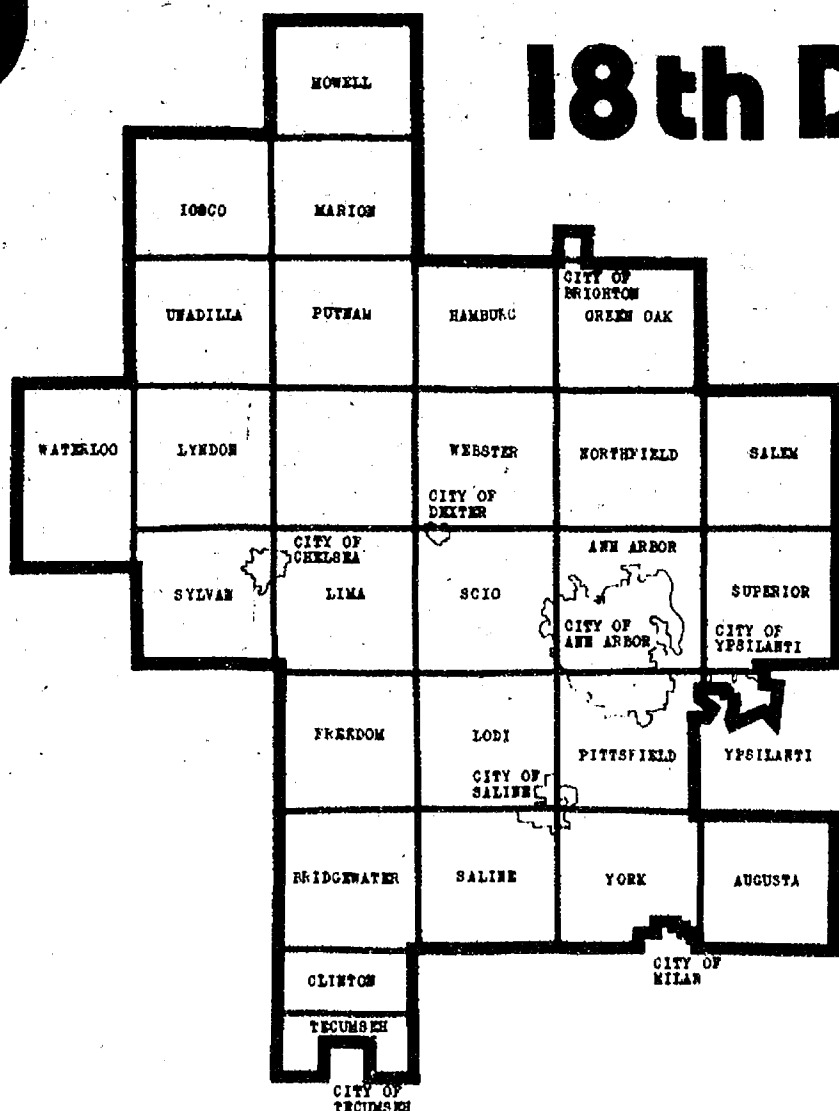 18th D
HOWELL
IOSCO MARION
CITY OF
BRIGHTON
UNADILLA PUTNAM HAMBURG GREEN OAK
WATERLOO LYNDON WEBSTER NORTHFIELD SALEM
CITY OF
DEXTER
CITY OF
CHELSEA
ANN ARBOR
SYLVAN LIMA SCIO SUPERIOR
CITY OF
ANN ARBOR
CITY OF
YPSILANTI
FREEDOM LODI PITTSFIELD YPSILANTI
CITY OF
SALINE
BRIDGEWATER SALINE YORK AUGUSTA
CITY OF
MILAN
CLINTON
TECUMSEH
CITY OF
TECUMSEH